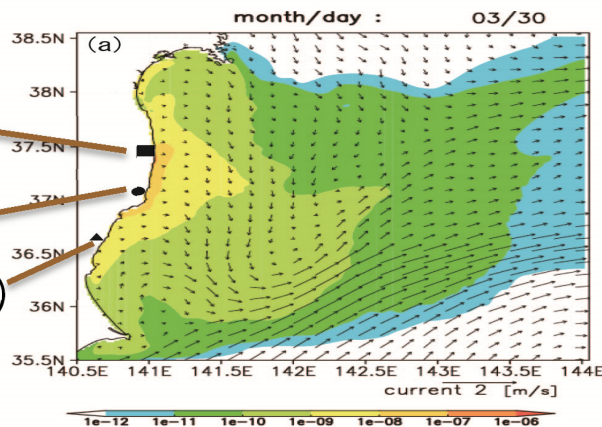 month/day : 03/30
(a)
38.5N
38N
37.5N
37N
36.5N
36N
35.5N
140.5E 141E 141.5E 142E 142.5E 143E 143.5E 144E
current 2 [m/s]
1e-12 1e-11 1e-10 1e-09 1e-08 1e-07 1e-06